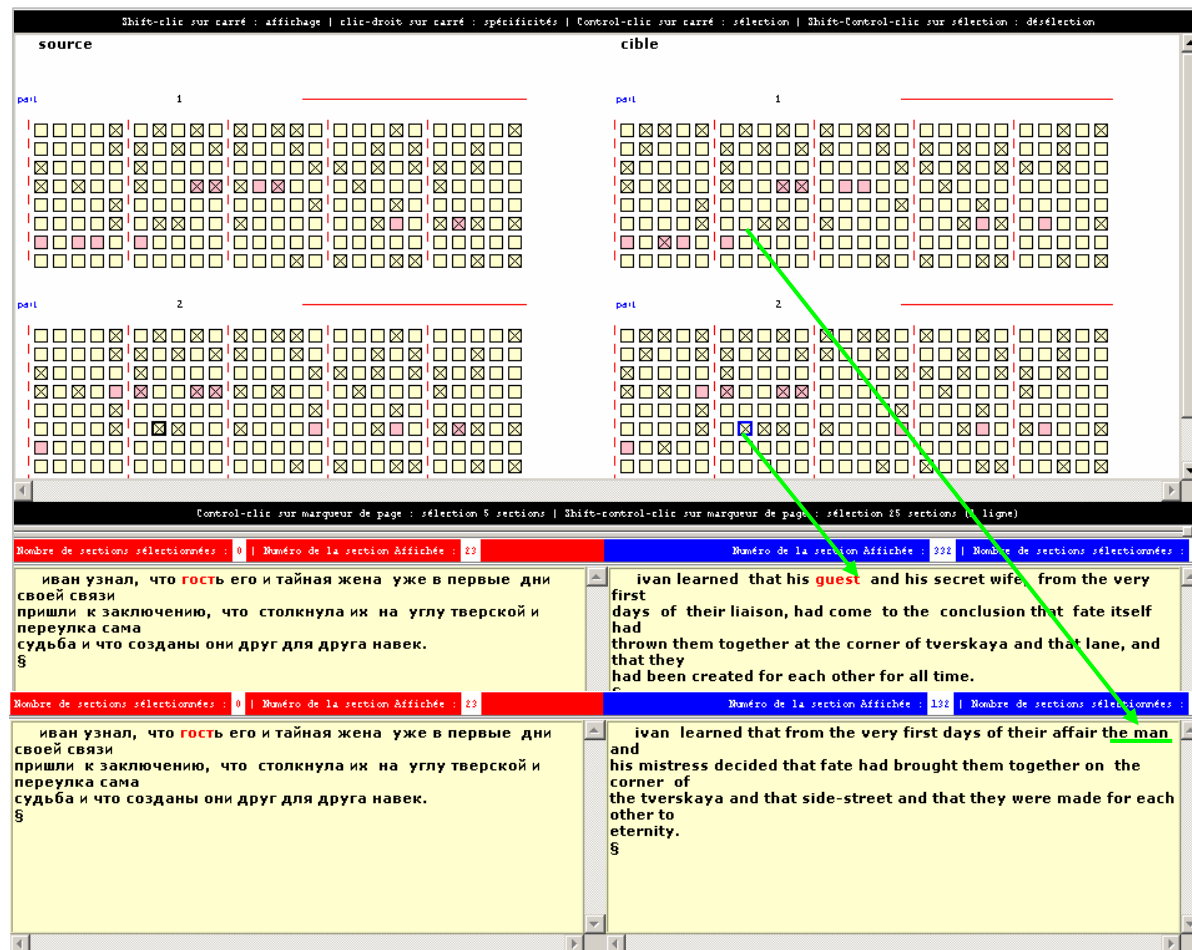 Shift-clic sur carré : affichage | clic-droit sur carré : spécificités | Control-clic sur carré : sélection | Shift-Control-clic sur sélection : désélection
source cible
part 1 part 1
part 2 part 2
Control-clic sur marqueur de page : sélection 5 sections | Shift-control-clic sur marqueur de page : sélection 25 sections (1 ligne)
Nombre de sections sélectionnées : 0 | Numéro de la section Affichée : 23
Numéro de la section Affichée : 332 | Nombre de sections sélectionnées :
иван узнал, что гость его и тайная жена уже в первые дни
своей связи
пришли к заключению, что столкнула их на углу тверской и
переулка сама
судьба и что созданы они друг для друга навек.
§
ivan learned that his guest and his secret wife, from the very
first
days of their liaison, had come to the conclusion that fate itself
had
thrown them together at the corner of tverskaya and that lane, and
that they
had been created for each other for all time.
Nombre de sections sélectionnées : 0 | Numéro de la section Affichée : 23
Numéro de la section Affichée : 132 | Nombre de sections sélectionnées :
иван узнал, что гость его и тайная жена уже в первые дни
своей связи
пришли к заключению, что столкнула их на углу тверской и
переулка сама
судьба и что созданы они друг для друга навек.
§
ivan learned that from the very first days of their affair the man
and
his mistress decided that fate had brought them together on the
corner of
the tverskaya and that side-street and that they were made for each
other to
eternity.
§